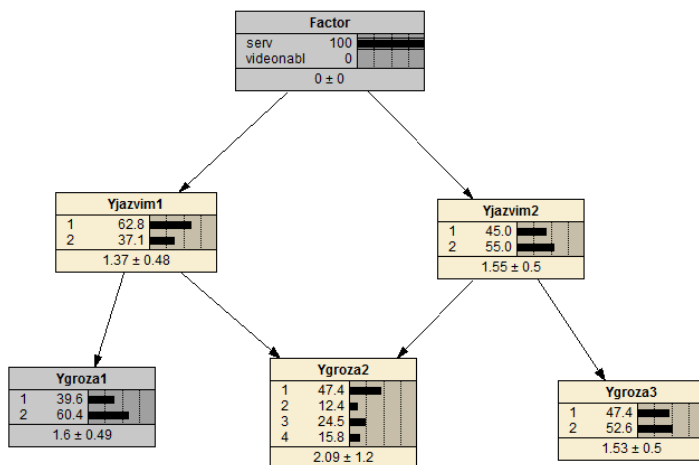 Factor
serv 100
videonabl 0
0 ± 0
Yjazvim1
1 62.8
2 37.1
1.37 ± 0.48
Yjazvim2
1 45.0
2 55.0
1.55 ± 0.5
Ygroza1
1 39.6
2 60.4
1.6 ± 0.49
Ygroza2
1 47.4
2 12.4
3 24.5
4 15.8
2.09 ± 1.2
Ygroza3
1 47.4
2 52.6
1.53 ± 0.5